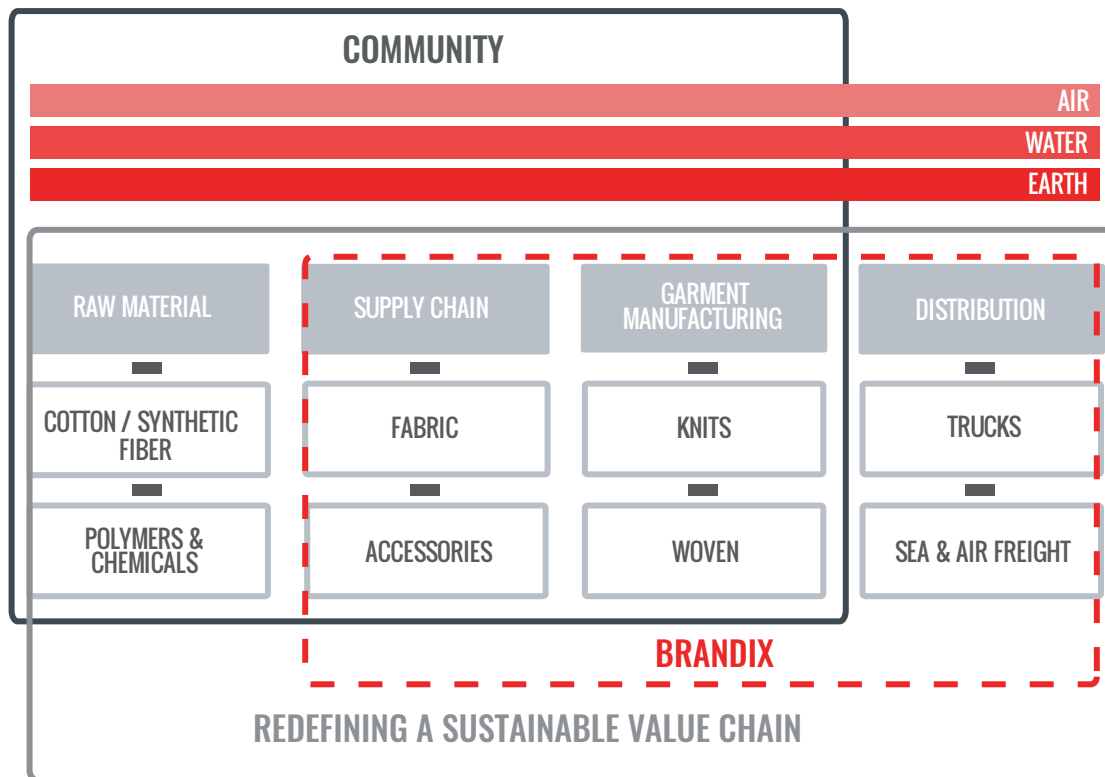 COMMUNITY
AIR
WATER
EARTH
RAW MATERIAL
SUPPLY CHAIN
GARMENT
MANUFACTURING
DISTRIBUTION
COTTON / SYNTHETIC
FIBER
FABRIC
KNITS
TRUCKS
POLYMERS &
CHEMICALS
ACCESSORIES
WOVEN
SEA & AIR FREIGHT
BRANDIX
REDEFINING A SUSTAINABLE VALUE CHAIN